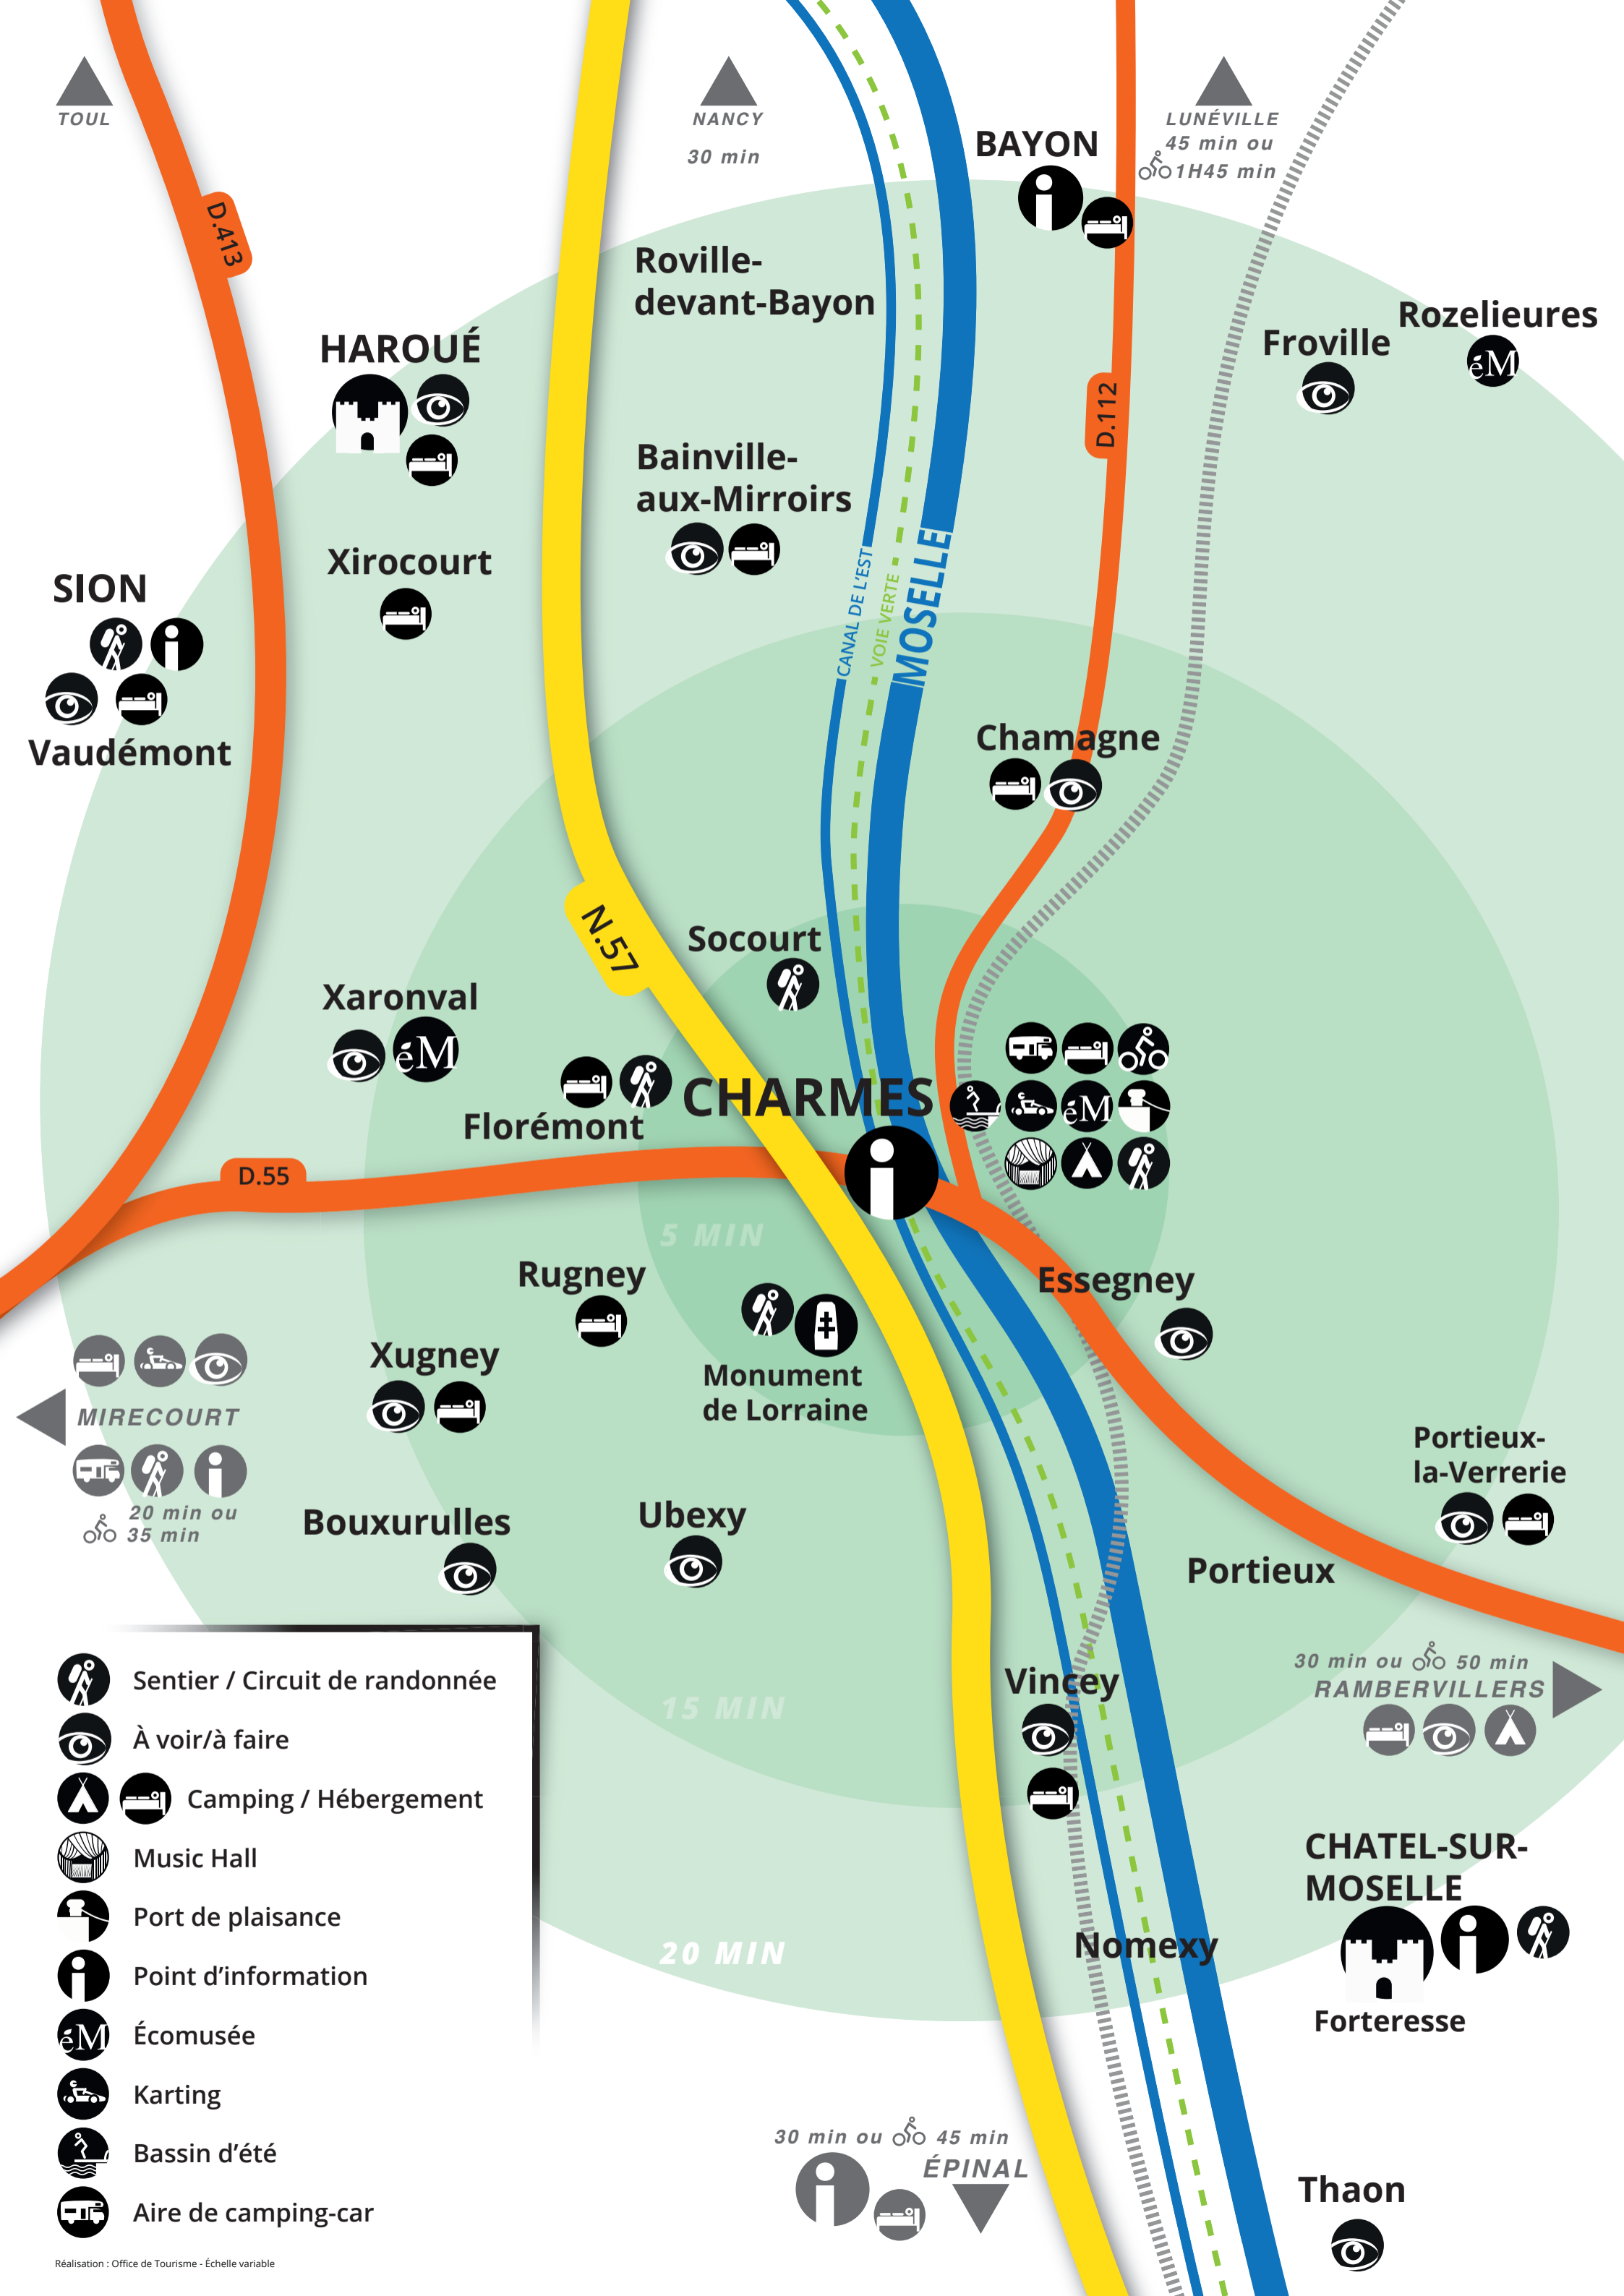 TOUL
NANCY
30 min
LUNÉVILLE
45 min ou
1H45 min
BAYON
D.413
Roville-
devant-Bayon
Rozelieures
éM
Froville
HAROUÉ
D.112
Bainville-
aux-Mirroirs
Xirocourt
SION
Vaudémont
CANAL DE L'EST
VOIE VERTE
MOSELLE
Chamagne
N.57
Socourt
Xaronval
éM
Florémont
CHARMES
éM
D.55
5 MIN
Rugney
Essegney
Xugney
Monument
de Lorraine
MIRECOURT
20 min ou
35 min
Portieux-
la-Verrerie
Bouxurulles
Ubexy
Portieux
30 min ou 50 min
RAMBERVILLERS
15 MIN
Vincey
CHATEL-SUR-
MOSELLE
Forteresse
20 MIN
Nomexy
30 min ou 45 min
ÉPINAL
Thaon
Sentier / Circuit de randonnée
À voir/à faire
Camping / Hébergement
Music Hall
Port de plaisance
Point d'information
éM Écomusée
Karting
Bassin d'été
Aire de camping-car
Réalisation : Office de Tourisme - Échelle variable